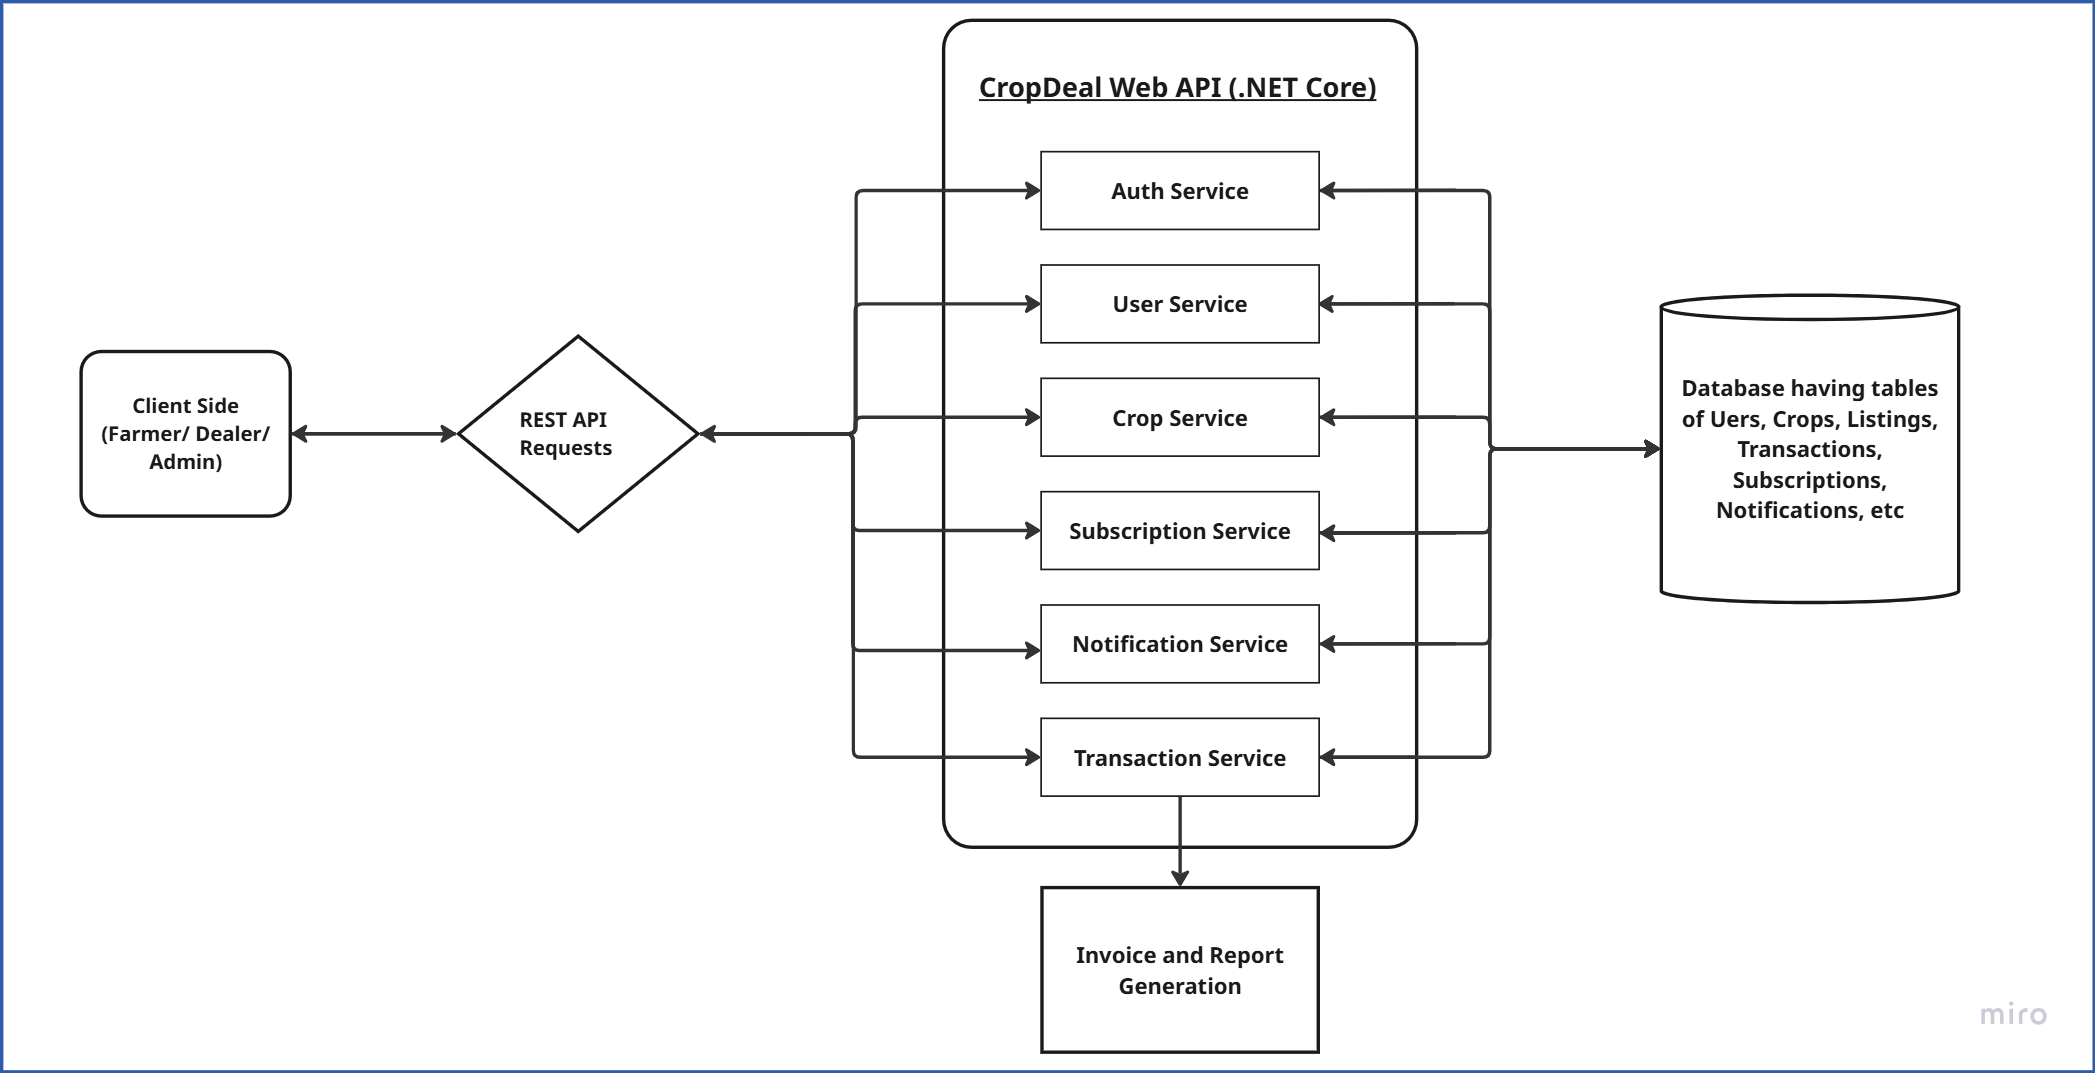 CropDeal Web API (.NET Core)
Auth Service
User Service
Crop Service
Subscription Service
Notification Service
Transaction Service
Client Side
(Farmer/ Dealer/
Admin)
REST API
Requests
Database having tables
of Uers, Crops, Listings,
Transactions,
Subscriptions,
Notifications, etc
Invoice and Report
Generation
miro